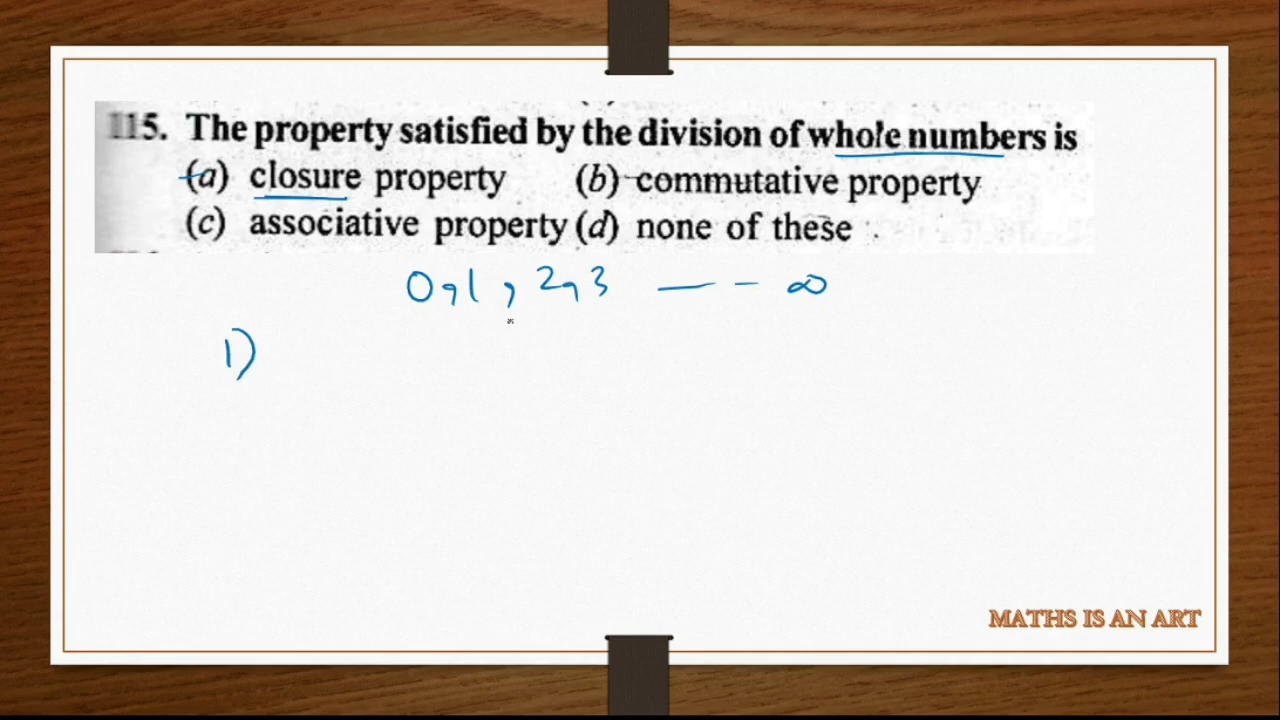 115. The property satisfied by the division of whole numbers is
(a) closure property (b) commutative property
(c) associative property (d) none of these
0,1, 2,3 — - ∞
1)
MATHS IS AN ART